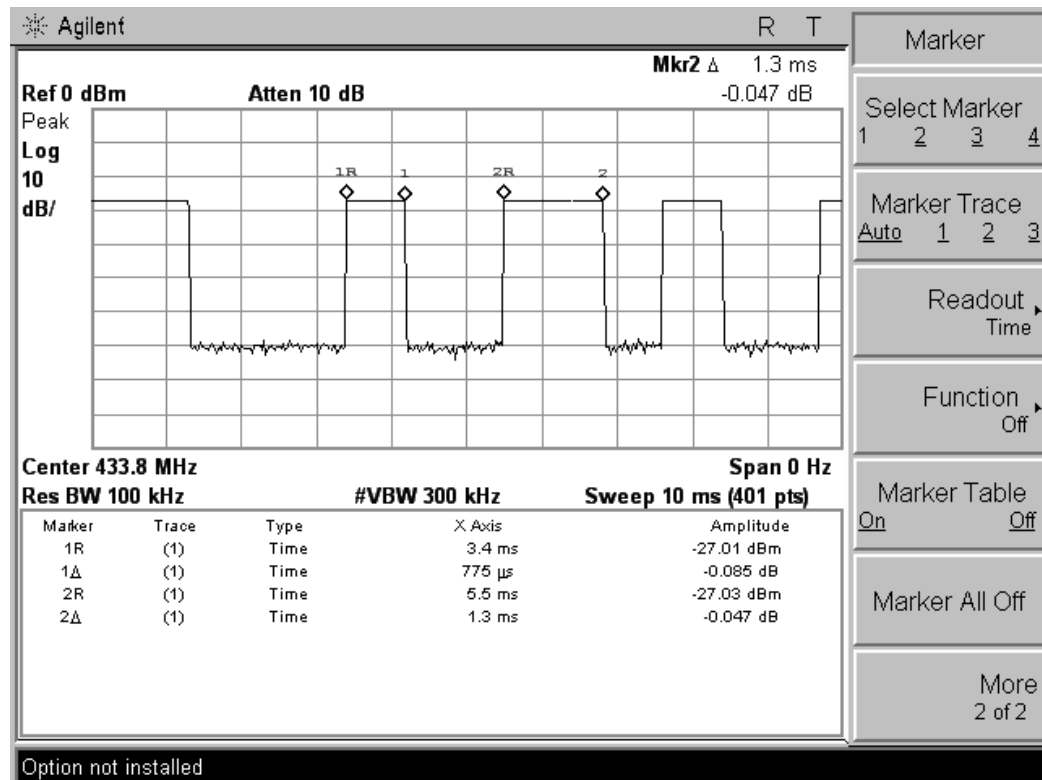 Agilent R T
Mkr2 Δ 1.3 ms
Ref 0 dBm Atten 10 dB -0.047 dB
Peak
Log
10
dB/
1R 1 2R 2
Center 433.8 MHz Span 0 Hz
Res BW 100 kHz #VBW 300 kHz Sweep 10 ms (401 pts)
Marker Trace Type X Axis Amplitude
1R (1) Time 3.4 ms -27.01 dBm
1Δ (1) Time 775 µs -0.085 dB
2R (1) Time 5.5 ms -27.03 dBm
2Δ (1) Time 1.3 ms -0.047 dB
Option not installed
Marker
Select Marker
1 2 3 4
Marker Trace
Auto 1 2 3
Readout
Time
Function
Off
Marker Table
On Off
Marker All Off
More
2 of 2